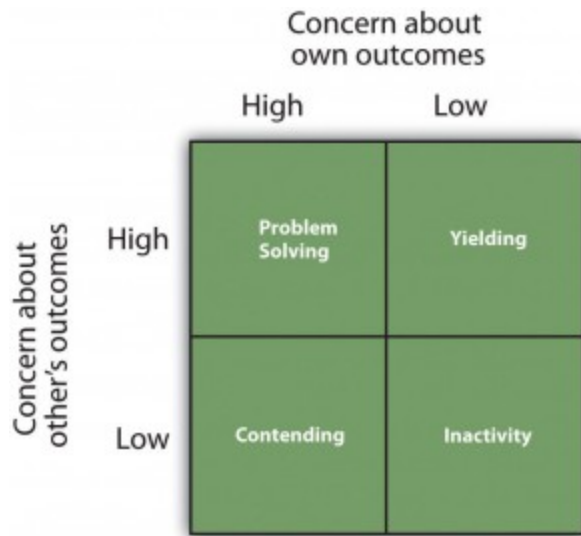 Concern about
own outcomes
High Low
Concern about
other's outcomes
High
Problem
Solving
Yielding
Low
Contending
Inactivity